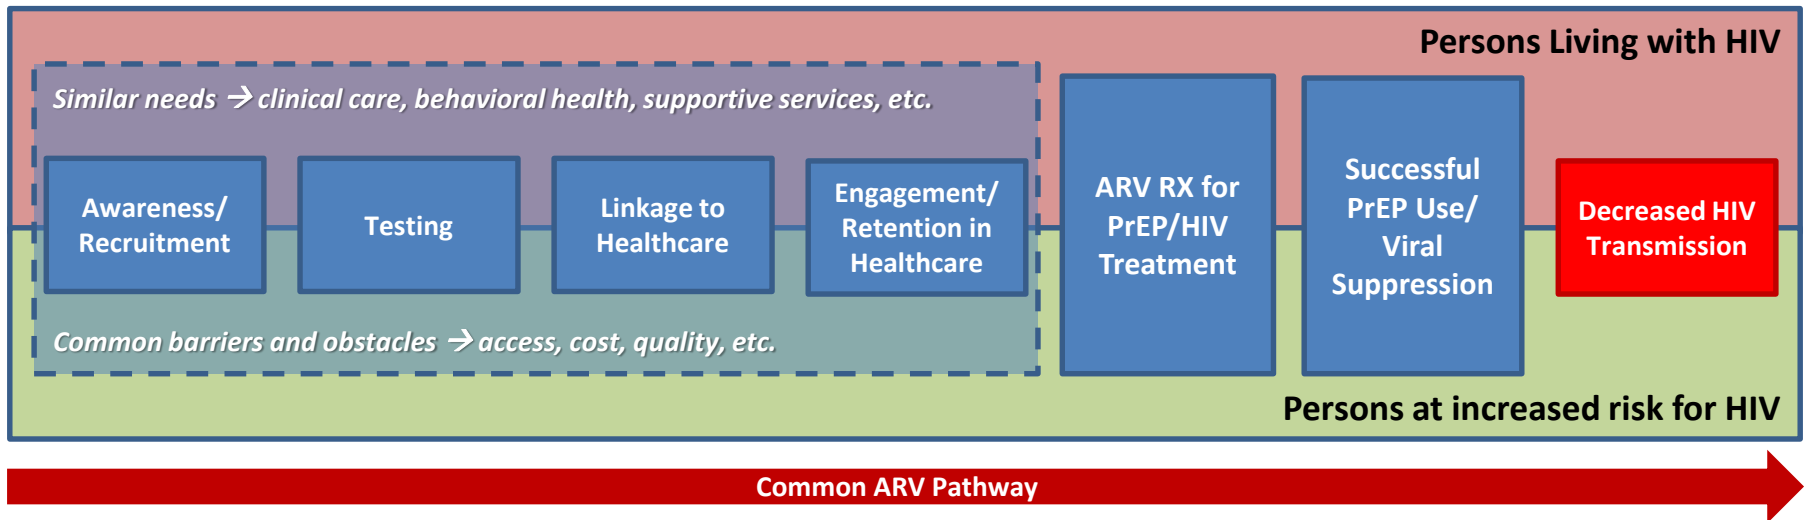 Persons Living with HIV
Similar needs → clinical care, behavioral health, supportive services, etc.
Awareness/
Recruitment
Testing
Linkage to
Healthcare
Engagement/
Retention in
Healthcare
ARV RX for
PrEP/HIV
Treatment
Successful
PrEP Use/
Viral
Suppression
Decreased HIV
Transmission
Common barriers and obstacles → access, cost, quality, etc.
Persons at increased risk for HIV
Common ARV Pathway